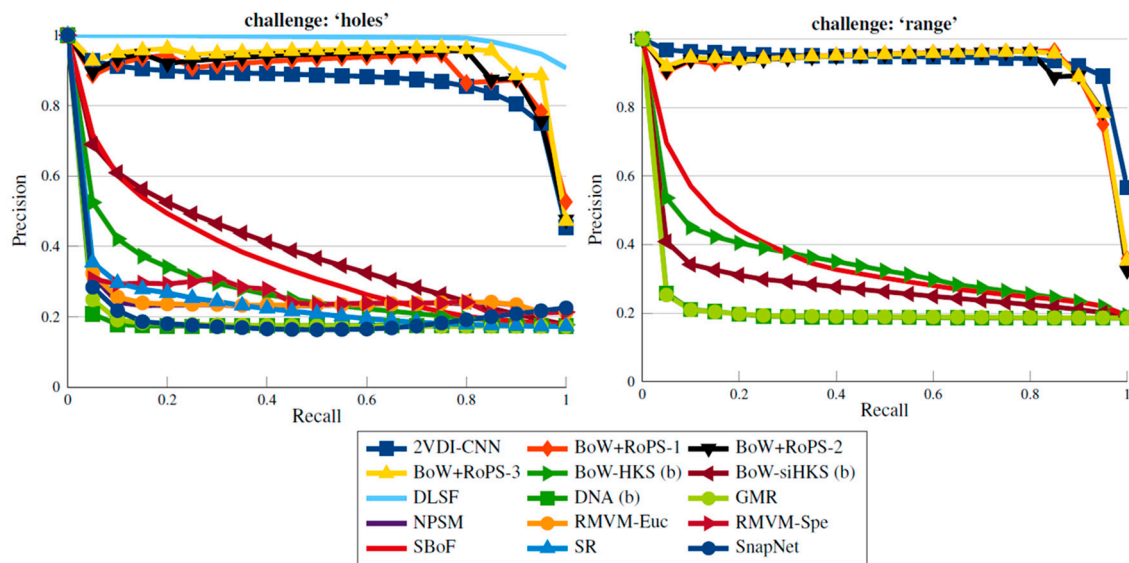 challenge: ‘holes’
1
0.8
0.6
0.4
0.2
0
Precision
0
0.2
0.4
0.6
0.8
1
Recall
challenge: ‘range’
1
0.8
0.6
0.4
0.2
0
Precision
0
0.2
0.4
0.6
0.8
1
Recall
2VDI-CNN BoW+RoPS-1 BoW+RoPS-2
BoW+RoPS-3 BoW-HKS (b) BoW-siHKS (b)
DLSF DNA (b) GMR
NPSM RMVM-Euc RMVM-Spe
SBoF SR SnapNet